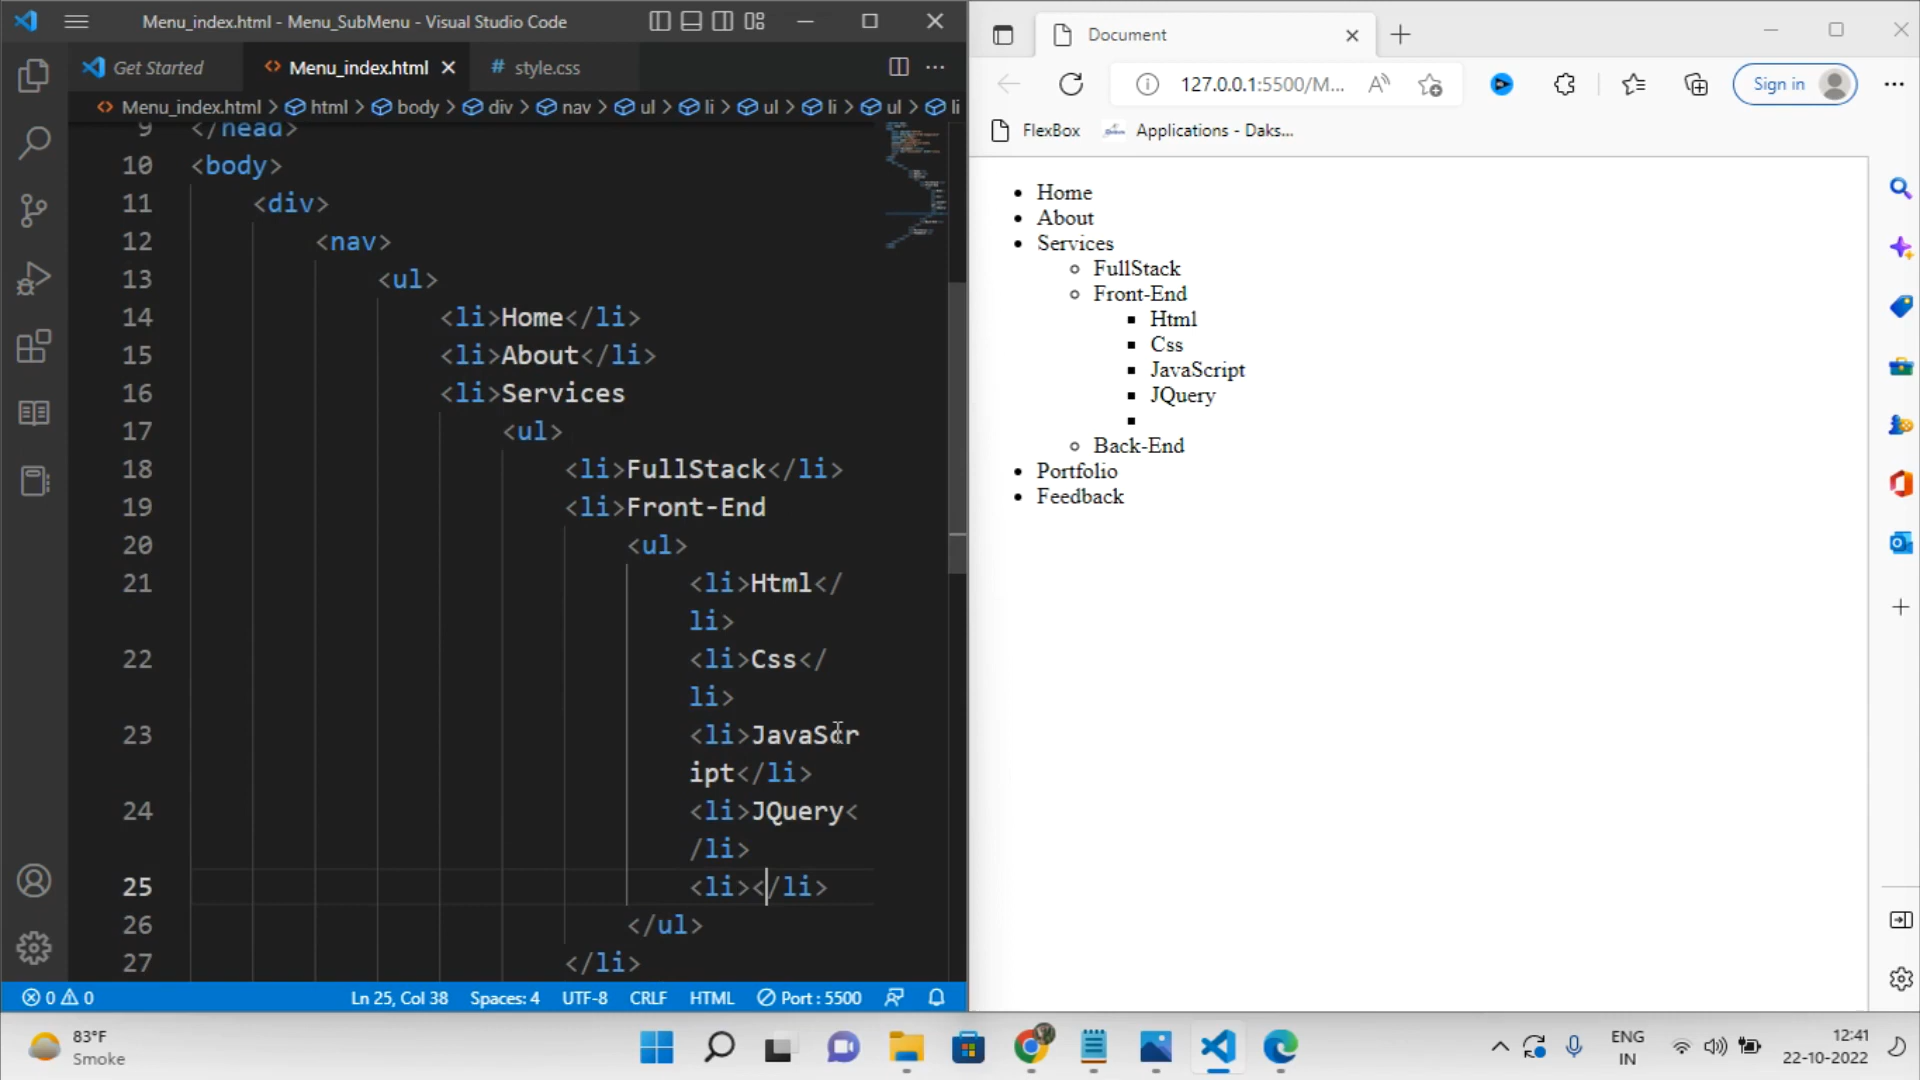 Menu_index.html - Menu_SubMenu - Visual Studio Code
Get Started
Menu_index.html
style.css
Menu_index.html > html > body > div > nav > ul > li > ul > li > ul > li
9 </head>
10 <body>
11 <div>
12 <nav>
13 <ul>
14 <li>Home</li>
15 <li>About</li>
16 <li>Services
17 <ul>
18 <li>FullStack</li>
19 <li>Front-End
20 <ul>
21 <li>Html</
li>
22 <li>Css</
li>
23 <li>JavaScr
ipt</li>
24 <li>JQuery<
/li>
25 <li></li>
26 </ul>
27 </li>
0 0
Ln 25, Col 38
Spaces: 4
UTF-8
CRLF
HTML
Port : 5500
Document
127.0.0.1:5500/M...
Sign in
FlexBox
Applications - Daks...
Home
About
Services
FullStack
Front-End
Html
Css
JavaScript
JQuery
Back-End
Portfolio
Feedback
83°F
Smoke
ENG
IN
12:41
22-10-2022